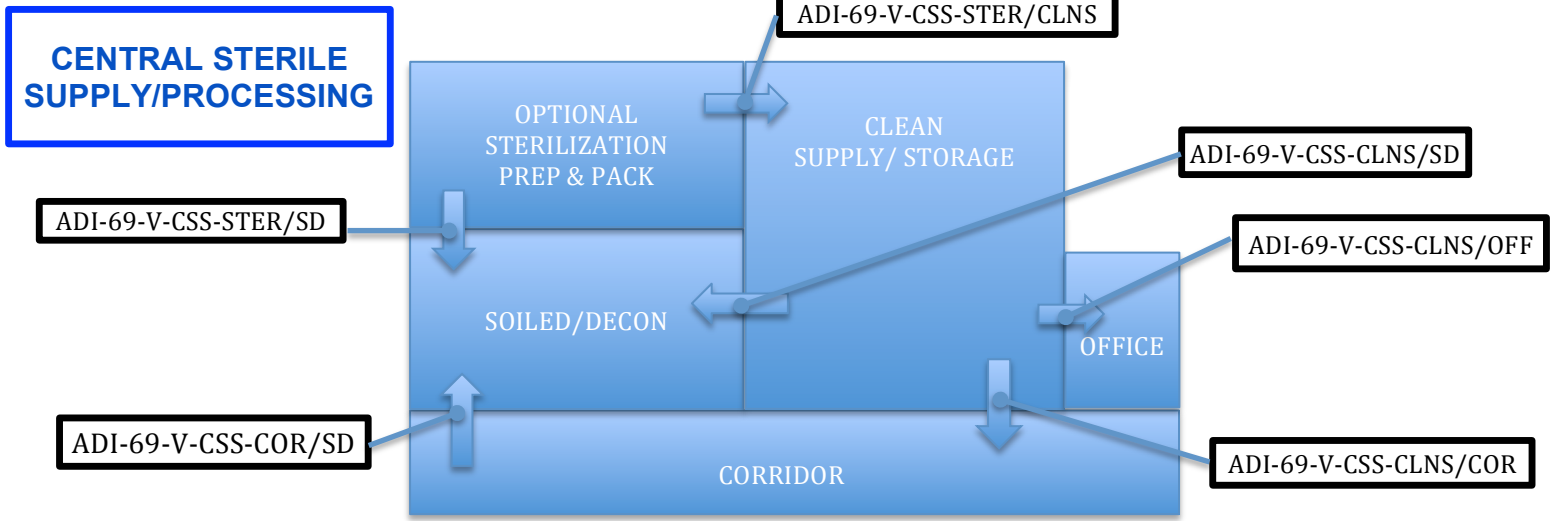 ADI-69-V-CSS-STER/CLNS
CENTRAL STERILE
SUPPLY/PROCESSING
OPTIONAL
STERILIZATION
PREP & PACK
CLEAN
SUPPLY/ STORAGE
ADI-69-V-CSS-CLNS/SD
ADI-69-V-CSS-STER/SD
ADI-69-V-CSS-CLNS/OFF
SOILED/DECON
OFFICE
ADI-69-V-CSS-COR/SD
CORRIDOR
ADI-69-V-CSS-CLNS/COR